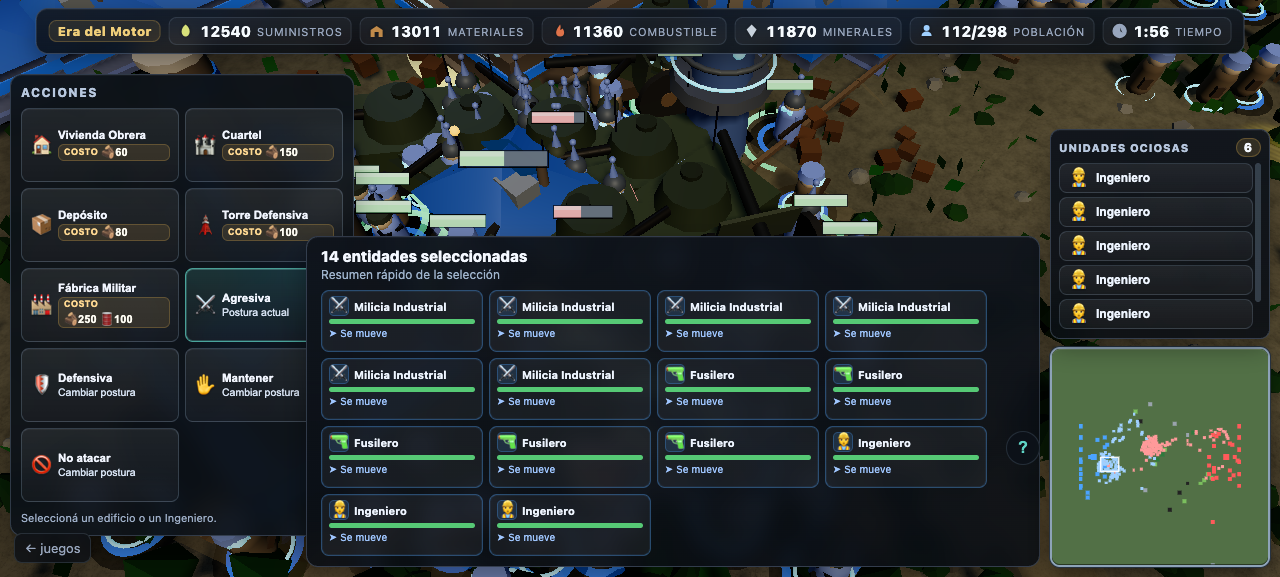 Era del Motor
12540 SUMINISTROS
13011 MATERIALES
11360 COMBUSTIBLE
11870 MINERALES
112/298 POBLACIÓN
1:56 TIEMPO
ACCIONES
Vivienda Obrera
COSTO 60
Cuartel
COSTO 150
Depósito
COSTO 80
Torre Defensiva
COSTO 100
Fábrica Militar
COSTO
250 100
Agresiva
Postura actual
Defensiva
Cambiar postura
Mantener
Cambiar postura
No atacar
Cambiar postura
Seleccioná un edificio o un Ingeniero.
← juegos
14 entidades seleccionadas
Resumen rápido de la selección
Milicia Industrial
➤ Se mueve
Milicia Industrial
➤ Se mueve
Milicia Industrial
➤ Se mueve
Milicia Industrial
➤ Se mueve
Milicia Industrial
➤ Se mueve
Milicia Industrial
➤ Se mueve
Fusilero
➤ Se mueve
Fusilero
➤ Se mueve
Fusilero
➤ Se mueve
Fusilero
➤ Se mueve
Fusilero
➤ Se mueve
Ingeniero
➤ Se mueve
Ingeniero
➤ Se mueve
Ingeniero
➤ Se mueve
?
UNIDADES OCIOSAS
6
Ingeniero
Ingeniero
Ingeniero
Ingeniero
Ingeniero